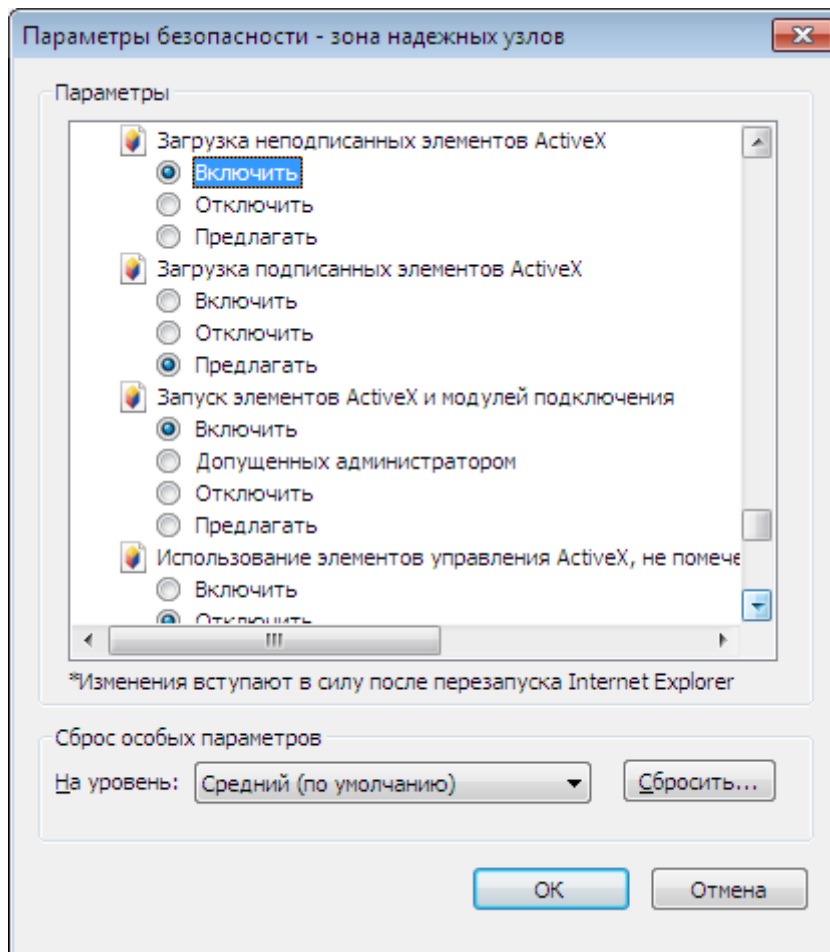 Параметры безопасности - зона надежных узлов
Параметры
Загрузка неподписанных элементов ActiveX
Включить
Отключить
Предлагать
Загрузка подписанных элементов ActiveX
Включить
Отключить
Предлагать
Запуск элементов ActiveX и модулей подключения
Включить
Допущенных администратором
Отключить
Предлагать
Использование элементов управления ActiveX, не помече
Включить
Отключить
*Изменения вступают в силу после перезапуска Internet Explorer
Сброс особых параметров
На уровень: Средний (по умолчанию) Сбросить...
ОК Отмена